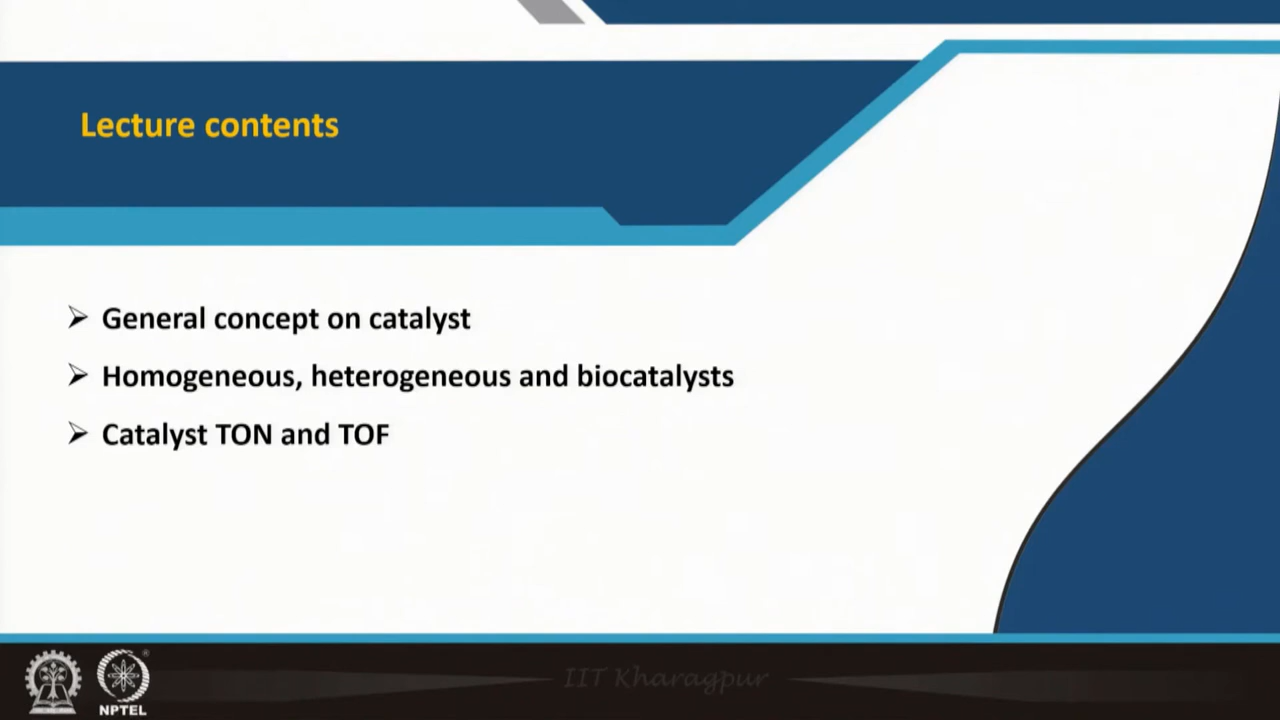 Lecture contents
General concept on catalyst
Homogeneous, heterogeneous and biocatalysts
Catalyst TON and TOF
IIT Kharagpur
NPTEL